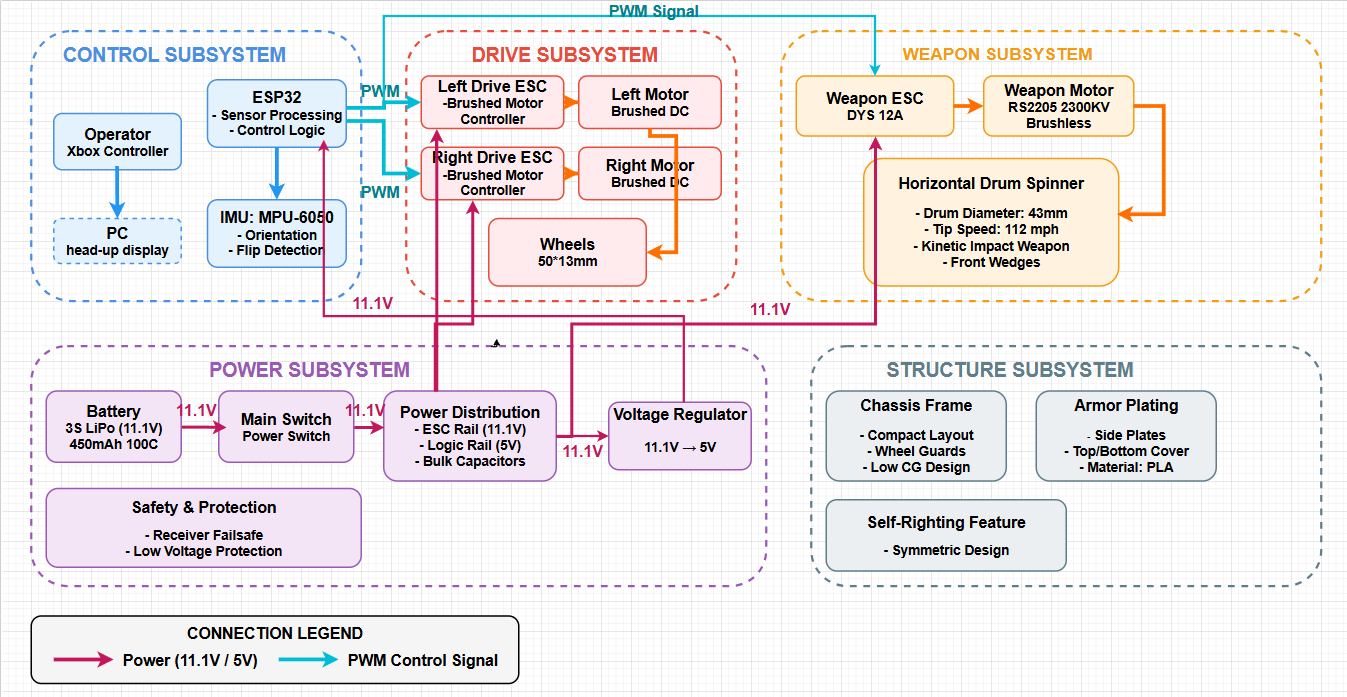 PWM Signal
CONTROL SUBSYSTEM
Operator
Xbox Controller
PC
head-up display
ESP32
- Sensor Processing
- Control Logic
IMU: MPU-6050
- Orientation
- Flip Detection
PWM
PWM
DRIVE SUBSYSTEM
Left Drive ESC
-Brushed Motor
Controller
Left Motor
Brushed DC
Right Drive ESC
-Brushed Motor
Controller
Right Motor
Brushed DC
Wheels
50*13mm
WEAPON SUBSYSTEM
Weapon ESC
DYS 12A
Weapon Motor
RS2205 2300KV
Brushless
Horizontal Drum Spinner
- Drum Diameter: 43mm
- Tip Speed: 112 mph
- Kinetic Impact Weapon
- Front Wedges
11.1V
11.1V
POWER SUBSYSTEM
Battery
3S LiPo (11.1V)
450mAh 100C
11.1V
Main Switch
Power Switch
11.1V
Power Distribution
- ESC Rail (11.1V)
- Logic Rail (5V)
- Bulk Capacitors
11.1V
Voltage Regulator
11.1V → 5V
Safety & Protection
- Receiver Failsafe
- Low Voltage Protection
STRUCTURE SUBSYSTEM
Chassis Frame
- Compact Layout
- Wheel Guards
- Low CG Design
Armor Plating
- Side Plates
- Top/Bottom Cover
- Material: PLA
Self-Righting Feature
- Symmetric Design
CONNECTION LEGEND
Power (11.1V / 5V)
PWM Control Signal